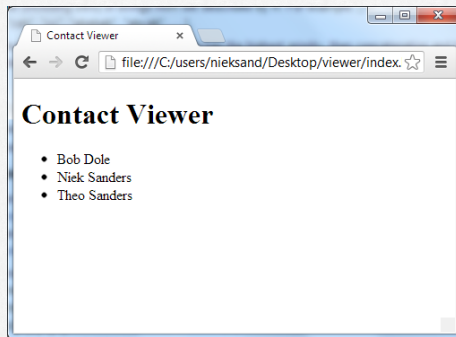 Contact Viewer
file:///C:/users/nieksand/Desktop/viewer/index.
Contact Viewer
Bob Dole
Niek Sanders
Theo Sanders